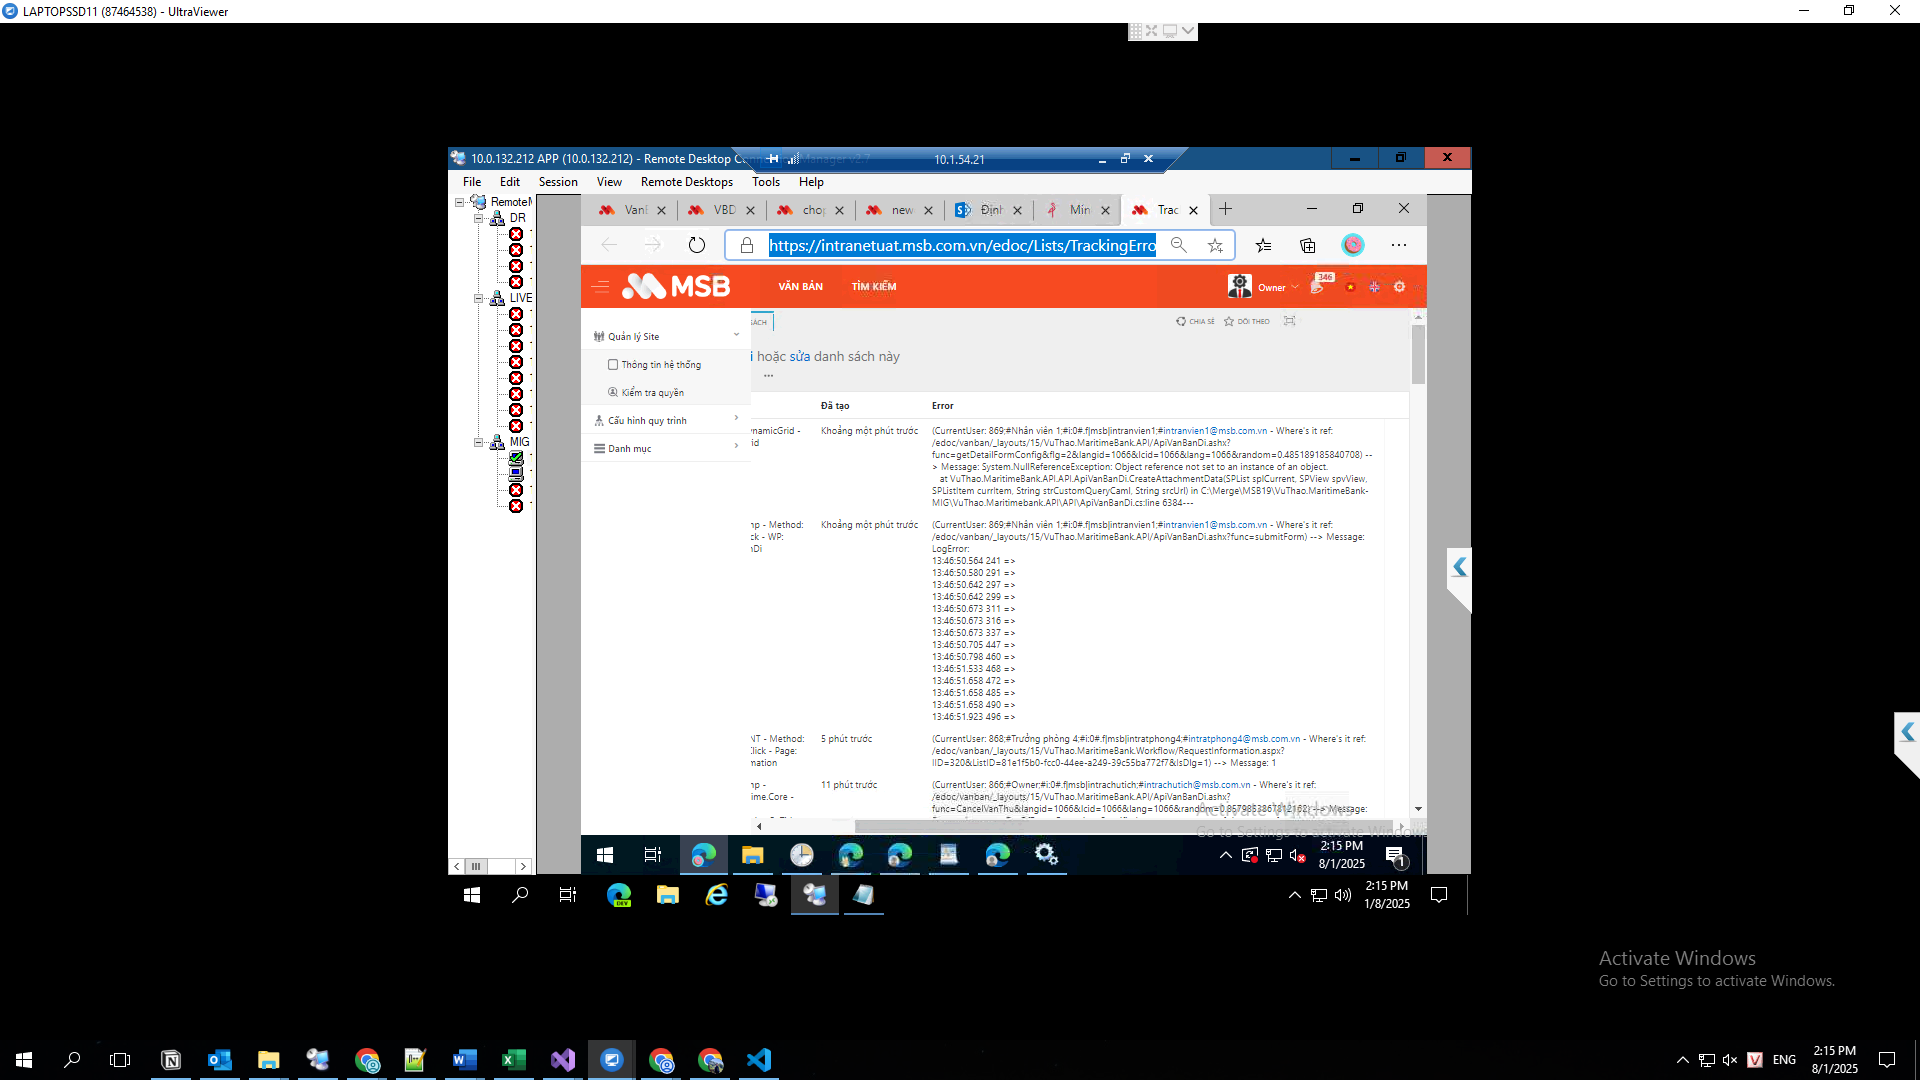 LAPTOPSSD11 (87464538) - UltraViewer
10.0.132.212 APP (10.0.132.212) - Remote Desktop Connection Manager v2.7
10.1.54.21
File Edit Session View Remote Desktops Tools Help
DR
LIVE
MIG
VBD
new
Định
Trac
https://intranetuat.msb.com.vn/edoc/Lists/TrackingErro
MSB
VĂN BẢN
TÌM KIẾM
Owner
346
SÁCH
CHIA SẺ
DÕI THEO
Quản lý Site
Thông tin hệ thống
Kiểm tra quyền
Cấu hình quy trình
Danh mục
i hoặc sửa danh sách này
...
Đã tạo
Error
ynamicGrid -
rid
Khoảng một phút trước
(CurrentUser: 869;#Nhân viên 1;#i:0#.f|msb|intranvien1;#intranvien1@msb.com.vn - Where's it ref:
/edoc/vanban/_layouts/15/VuThao.MaritimeBank.API/ApiVanBanDi.ashx?
func=getDetailFormConfig&flg=2&langid=1066&lcid=1066&lang=1066&random=0.485189185840708) --
> Message: System.NullReferenceException: Object reference not set to an instance of an object.
at VuThao.MaritimeBank.API.API.ApiVanBanDi.CreateAttachmentData(SPList splCurrent, SPView spvView,
SPListItem currItem, String strCustomQueryCaml, String srcUrl) in C:\Merge\MSB19\VuThao.MaritimeBank-
MIG\VuThao.Maritimebank.API\API\ApiVanBanDi.cs:line 6384---
mp - Method:
ck - WP:
nDi
Khoảng một phút trước
(CurrentUser: 869;#Nhân viên 1;#i:0#.f|msb|intranvien1;#intranvien1@msb.com.vn - Where's it ref:
/edoc/vanban/_layouts/15/VuThao.MaritimeBank.API/ApiVanBanDi.ashx?func=submitForm) --> Message:
LogError:
13:46:50.564 241 =>
13:46:50.580 291 =>
13:46:50.642 297 =>
13:46:50.642 299 =>
13:46:50.673 311 =>
13:46:50.673 316 =>
13:46:50.673 337 =>
13:46:50.705 447 =>
13:46:50.798 460 =>
13:46:51.533 468 =>
13:46:51.658 472 =>
13:46:51.658 485 =>
13:46:51.658 490 =>
13:46:51.923 496 =>
NT - Method:
Click - Page:
mation
5 phút trước
(CurrentUser: 868;#Trưởng phòng 4;#i:0#.f|msb|intratphong4;#intratphong4@msb.com.vn - Where's it ref:
/edoc/vanban/_layouts/15/VuThao.MaritimeBank.Workflow/RequestInformation.aspx?
IID=320&ListID=81e1f5b0-fcc0-44ee-a249-39c55ba772f7&IsDlg=1) --> Message: 1
mp -
ime.Core -
11 phút trước
(CurrentUser: 866;#Owner;#i:0#.f|msb|intrachutich;#intrachutich@msb.com.vn - Where's it ref:
/edoc/vanban/_layouts/15/VuThao.MaritimeBank.API/ApiVanBanDi.ashx?
func=CancelVanThu&langid=1066&lcid=1066&lang=1066&random=0.8579853861812162) --> Message:
Activate Windows
Go to Settings to activate Windows
2:15 PM
8/1/2025
1
2:15 PM
1/8/2025
Activate Windows
Go to Settings to activate Windows.
ENG
2:15 PM
8/1/2025